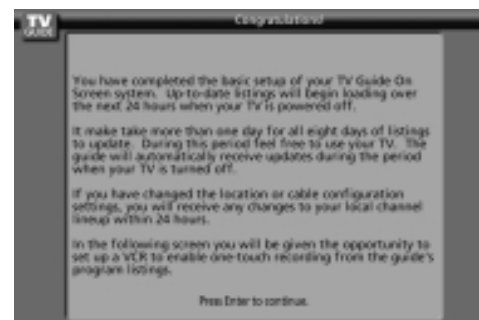 TV
GUIDE
Congratulations!
You have completed the basic setup of your TV Guide On
Screen system. Up-to-date listings will begin loading over
the next 24 hours when your TV is powered off.
It make take more than one day for all eight days of listings
to update. During this period feel free to use your TV. The
guide will automatically receive updates during the period
when your TV is turned off.
If you have changed the location or cable configuration
settings, you will receive any changes to your local channel
lineup within 24 hours.
In the following screen you will be given the opportunity to
set up a VCR to enable one-touch recording from the guide's
program listings.
Press Enter to continue.